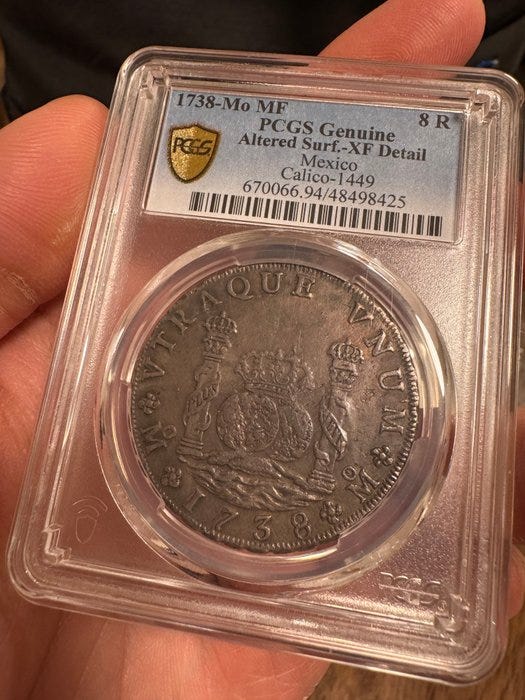 1738-Mo MF 8 R
PCGS Genuine
Altered Surf.-XF Detail
Mexico
Calico-1449
670066.94/48498425
PCGS
VTRAQUE VNUM
M 1738 M
PCGS